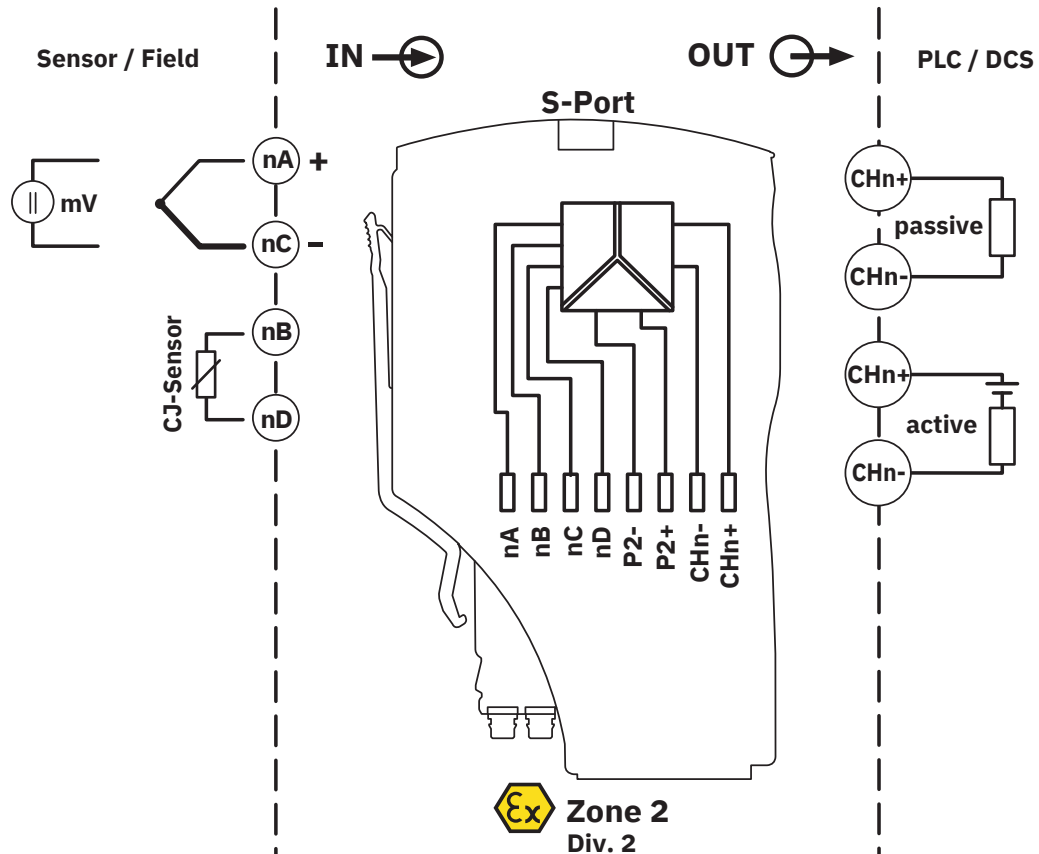 Sensor / Field
IN
OUT
PLC / DCS
S-Port
nA +
mV
nC -
nB
CJ-Sensor
nD
CHn+
passive
CHn-
CHn+
active
CHn-
nA
nB
nC
nD
P2-
P2+
CHn-
CHn+
Ex Zone 2
Div. 2